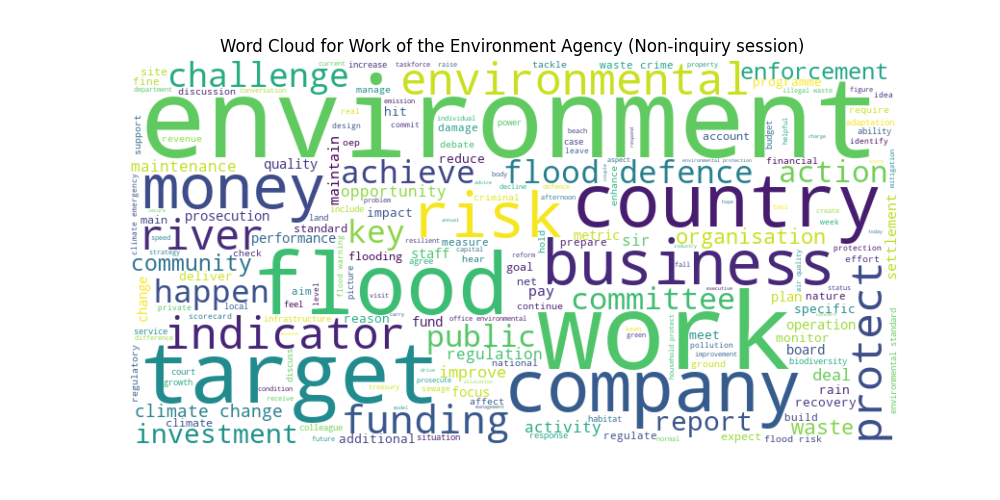 Word Cloud for Work of the Environment Agency (Non-inquiry session)
site challenge current increase taskforce raise tackle waste crime property enforcement
fine department discussion conversation manage environmental programme illegal waste figure idea
support environment revenue real emission hit design commit individual damage power debate beach case leave account budget helpful require adaptation ability identify
maintenance quality oep maintain reduce achieve body aspect flood defence environmental protection financial action mitigation
climate emergency money opportunity problem advice decline defence criminal afternoon enhance country create week
main prosecution land include impact risk hope tool today
river standard key annual metric hold sir organisation settlement
speed performance resilient measure staff prepare industry protection
strategy check flooding agree capital hear reform goal fall business air quality effort
community deliver flood warning picture visit flood net status
change happen aim feel level continue pay committee executive plan nature protect
scorecard local carry reason fund office environmental work specific
service infrastructure green meet operation environmental standard
difference indicator public pollution monitor
regulatory court discuss regulation national household protect improvement board biodiversity
growth target treasury drive improve ground deal
condition prosecute sewage focus allocation company rain
receive affect management habitat recovery
climate change model funding report build
climate colleague activity waste
investment future additional situation response regulate normal expect flood risk